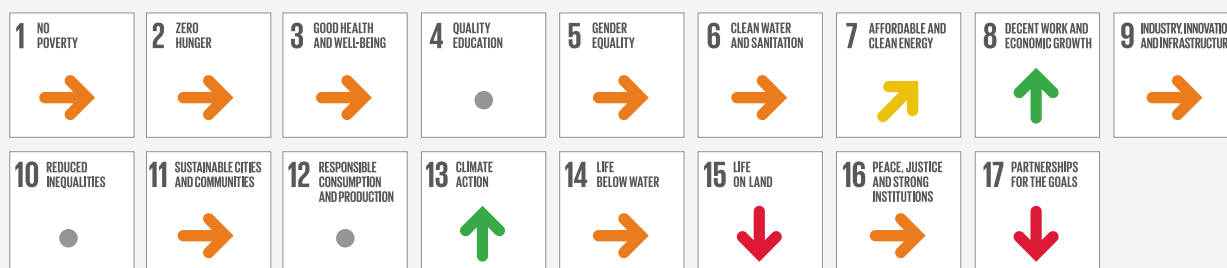 1 NO
POVERTY
2 ZERO
HUNGER
3 GOOD HEALTH
AND WELL-BEING
4 QUALITY
EDUCATION
5 GENDER
EQUALITY
6 CLEAN WATER
AND SANITATION
7 AFFORDABLE AND
CLEAN ENERGY
8 DECENT WORK AND
ECONOMIC GROWTH
9 INDUSTRY, INNOVATIO
AND INFRASTRUCTUR
10 REDUCED
INEQUALITIES
11 SUSTAINABLE CITIES
AND COMMUNITIES
12 RESPONSIBLE
CONSUMPTION
AND PRODUCTION
13 CLIMATE
ACTION
14 LIFE
BELOW WATER
15 LIFE
ON LAND
16 PEACE, JUSTICE
AND STRONG
INSTITUTIONS
17 PARTNERSHIPS
FOR THE GOALS